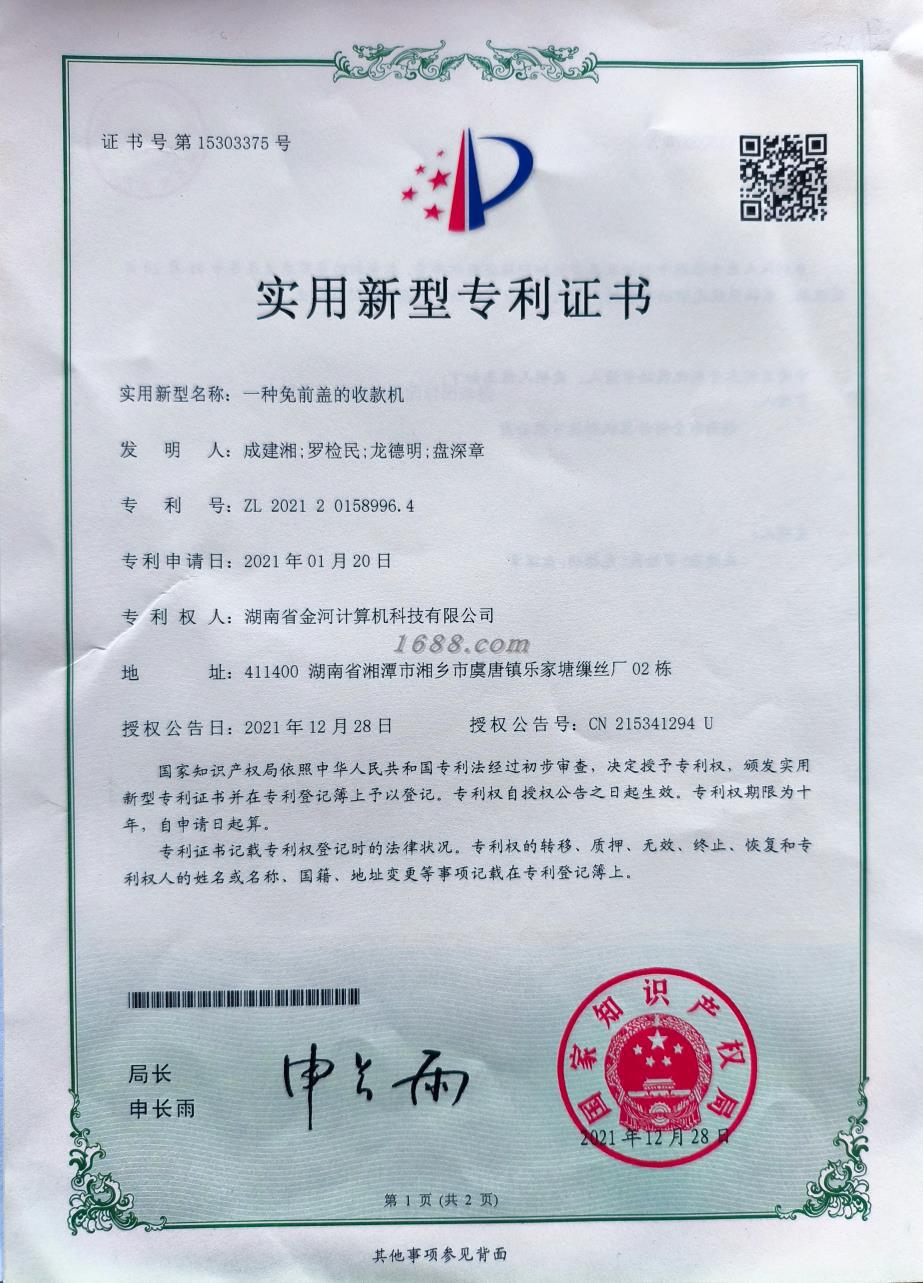 证书号第15303375号
实用新型专利证书
实用新型名称：一种免前盖的收款机
发明人：成建湘;罗检民;龙德明;盘深章
专利号：ZL 2021 2 0158996.4
专利申请日：2021年01月20日
专利权人：湖南省金河计算机科技有限公司
1688.com
地址：411400 湖南省湘潭市湘乡市虞唐镇乐家塘缫丝厂02栋
授权公告日：2021年12月28日 授权公告号：CN 215341294 U
国家知识产权局依照中华人民共和国专利法经过初步审查，决定授予专利权，颁发实用
新型专利证书并在专利登记簿上予以登记。专利权自授权公告之日起生效。专利权期限为十
年，自申请日起算。
专利证书记载专利权登记时的法律状况。专利权的转移、质押、无效、终止、恢复和专
利权人的姓名或名称、国籍、地址变更等事项记载在专利登记簿上。
局长
申长雨
申长雨
国家知识产权局
2021年12月28日
第1页(共2页)
其他事项参见背面